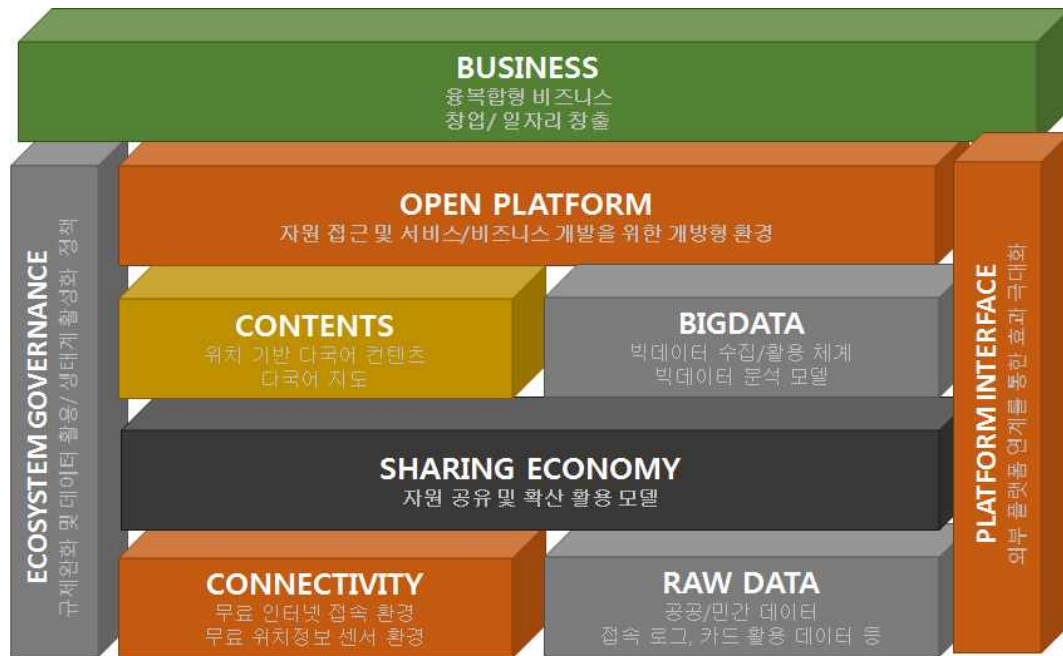 BUSINESS
융복합형 비즈니스
창업/ 일자리 창출
ECOSYSTEM GOVERNANCE
규제완화 및 데이터 활용/ 생태계 활성화 정책
OPEN PLATFORM
자원 접근 및 서비스/비즈니스 개발을 위한 개방형 환경
CONTENTS
위치 기반 다국어 컨텐츠
다국어 지도
BIGDATA
빅데이터 수집/활용 체계
빅데이터 분석 모델
SHARING ECONOMY
자원 공유 및 확산 활용 모델
CONNECTIVITY
무료 인터넷 접속 환경
무료 위치정보 센서 환경
RAW DATA
공공/민간 데이터
접속 로그, 카드 활용 데이터 등
PLATFORM INTERFACE
외부 플랫폼 연계를 통한 효과 극대화